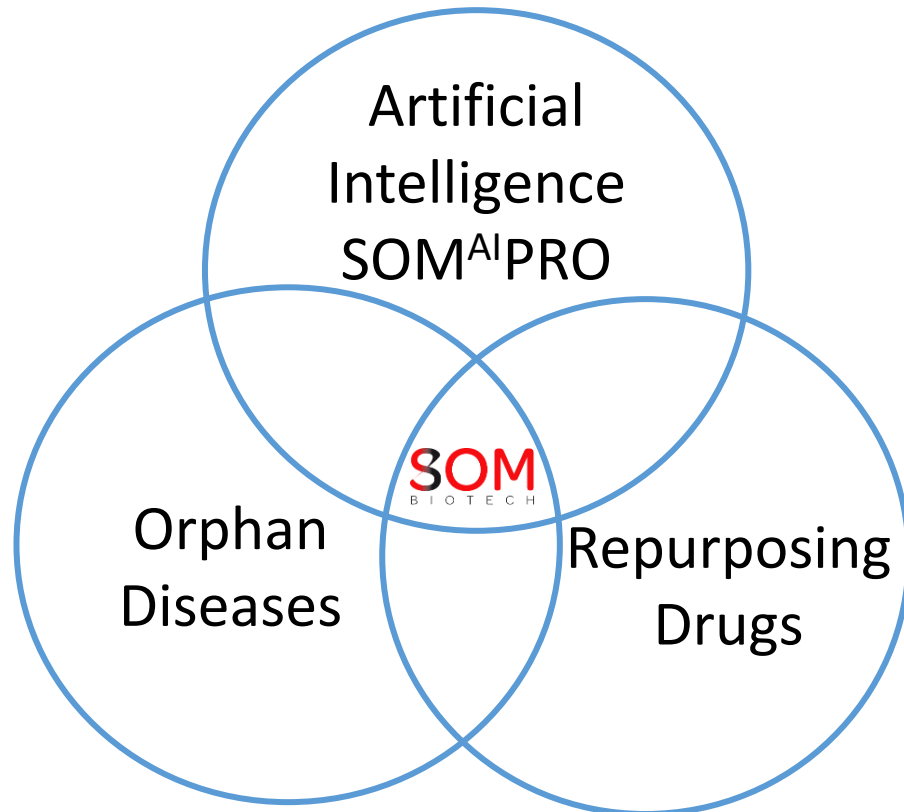 Artificial
Intelligence
SOMᴬᴵPRO
SOM
BIOTECH
Orphan
Diseases
Repurposing
Drugs